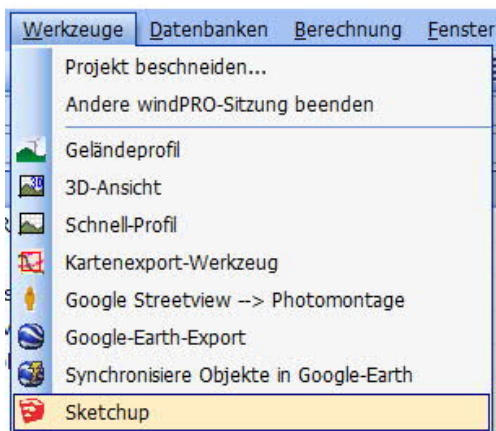 Werkzeuge Datenbanken Berechnung Fenster
Projekt beschneiden...
Andere windPRO-Sitzung beenden
Geländeprofil
3D-Ansicht
Schnell-Profil
Kartenexport-Werkzeug
Google Streetview --> Photomontage
Google-Earth-Export
Synchronisiere Objekte in Google-Earth
Sketchup